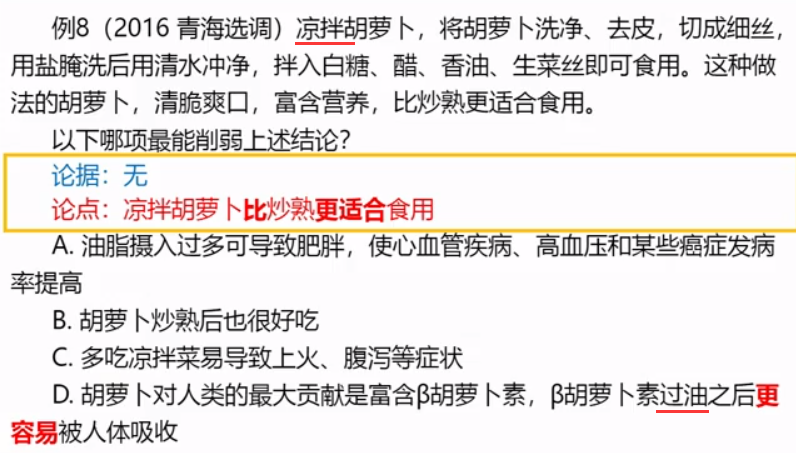 例8（2016 青海选调）凉拌胡萝卜，将胡萝卜洗净、去皮，切成细丝，
用盐腌洗后用清水冲净，拌入白糖、醋、香油、生菜丝即可食用。这种做
法的胡萝卜，清脆爽口，富含营养，比炒熟更适合食用。
以下哪项最能削弱上述结论？
论据：无
论点：凉拌胡萝卜比炒熟更适合食用
A. 油脂摄入过多可导致肥胖，使心血管疾病、高血压和某些癌症发病
率提高
B. 胡萝卜炒熟后也很好吃
C. 多吃凉拌菜易导致上火、腹泻等症状
D. 胡萝卜对人类的最大贡献是富含β胡萝卜素，β胡萝卜素过油之后更
容易被人体吸收